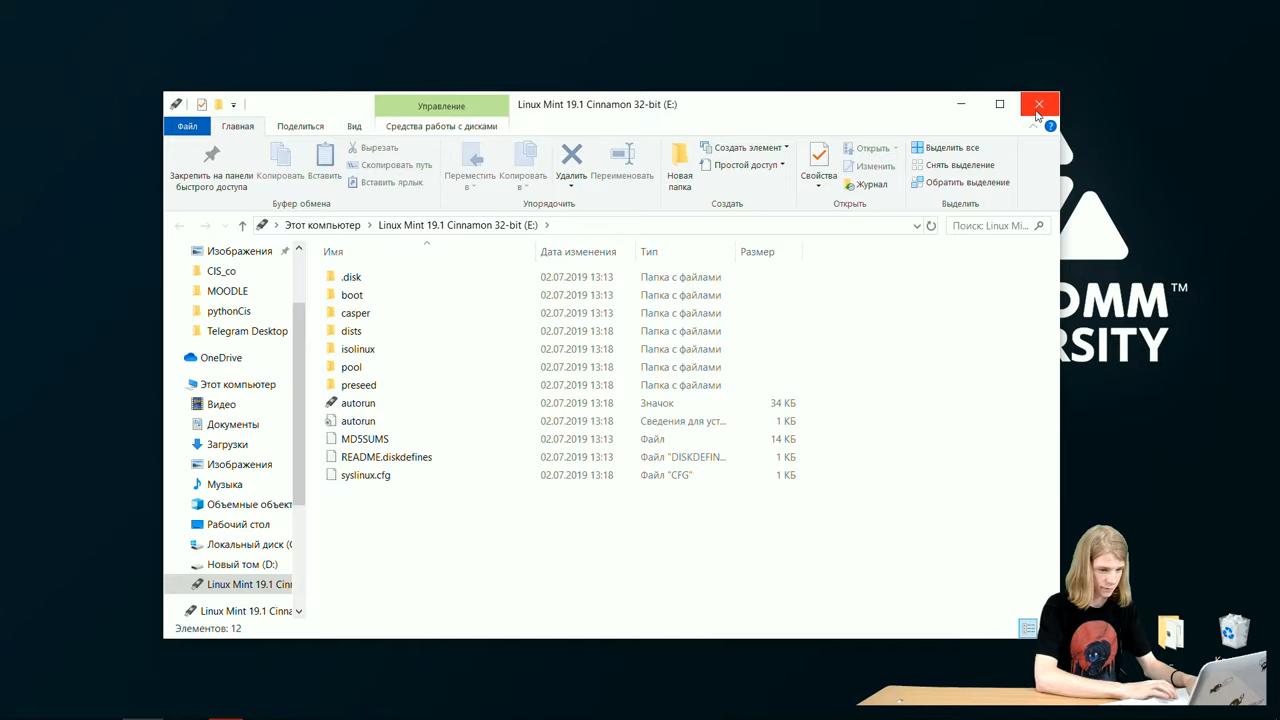 Управление
Linux Mint 19.1 Cinnamon 32-bit (E:)
Файл
Главная
Поделиться
Вид
Средства работы с дисками
Закрепить на панели быстрого доступа
Копировать
Вставить
Вырезать
Скопировать путь
Вставить ярлык
Переместить в
Копировать в
Удалить
Переименовать
Новая папка
Создать элемент
Простой доступ
Свойства
Открыть
Изменить
Журнал
Выделить все
Снять выделение
Обратить выделение
Буфер обмена
Упорядочить
Создать
Открыть
Выделить
Этот компьютер > Linux Mint 19.1 Cinnamon 32-bit (E:) >
Поиск: Linux Mi...
Изображения
CIS_co
MOODLE
pythonCis
Telegram Desktop
OneDrive
Этот компьютер
Видео
Документы
Загрузки
Изображения
Музыка
Объемные объект
Рабочий стол
Локальный диск (
Новый том (D:)
Linux Mint 19.1 Cin
Linux Mint 19.1 Cinna
Имя Дата изменения Тип Размер
.disk 02.07.2019 13:13 Папка с файлами
boot 02.07.2019 13:13 Папка с файлами
casper 02.07.2019 13:13 Папка с файлами
dists 02.07.2019 13:18 Папка с файлами
isolinux 02.07.2019 13:18 Папка с файлами
pool 02.07.2019 13:18 Папка с файлами
preseed 02.07.2019 13:18 Папка с файлами
autorun 02.07.2019 13:18 Значок 34 КБ
autorun 02.07.2019 13:18 Сведения для уст... 1 КБ
MD5SUMS 02.07.2019 13:13 Файл 14 КБ
README.diskdefines 02.07.2019 13:13 Файл "DISKDEFIN... 1 КБ
syslinux.cfg 02.07.2019 13:18 Файл "CFG" 1 КБ
Элементов: 12
OMM™
RSITY